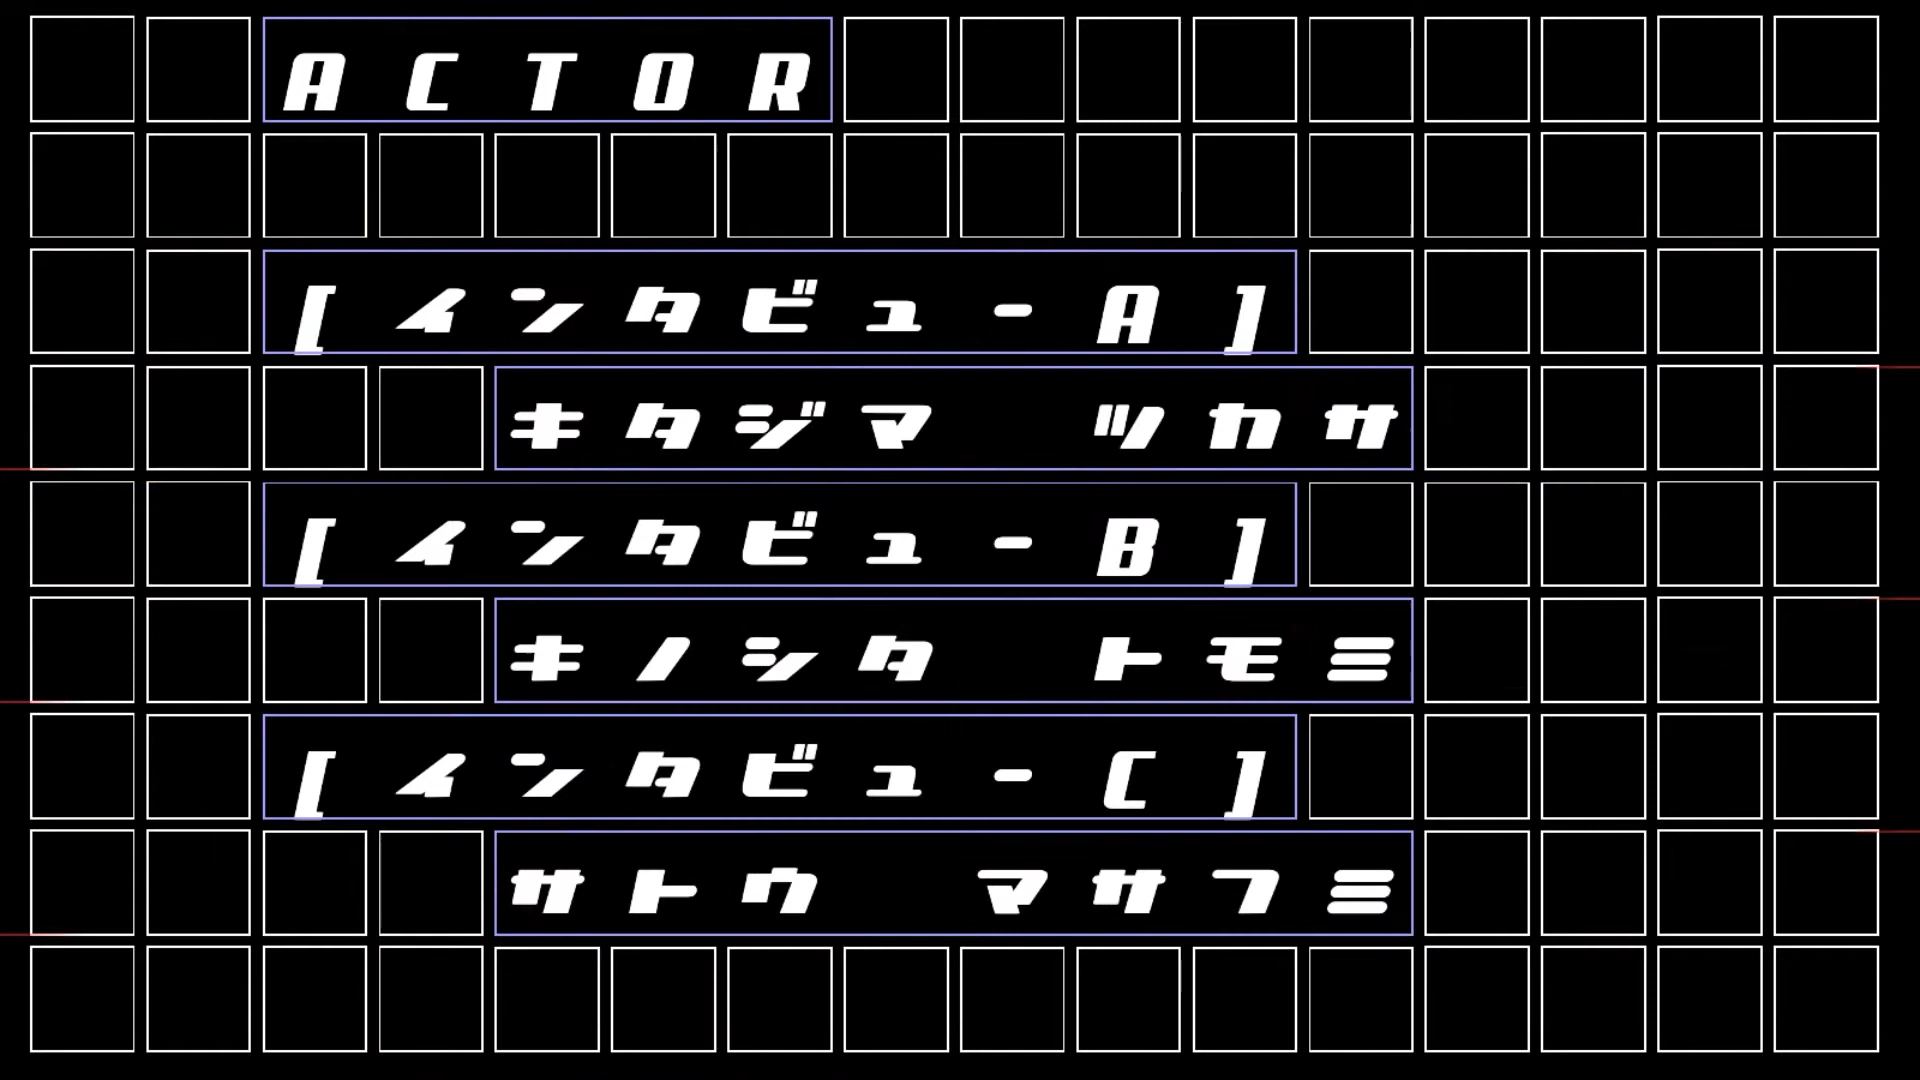 ACTOR
[インタビューA]
キタジマ ツカサ
[インタビューB]
キノシタ トモミ
[インタビューC]
サトウ マサフミ